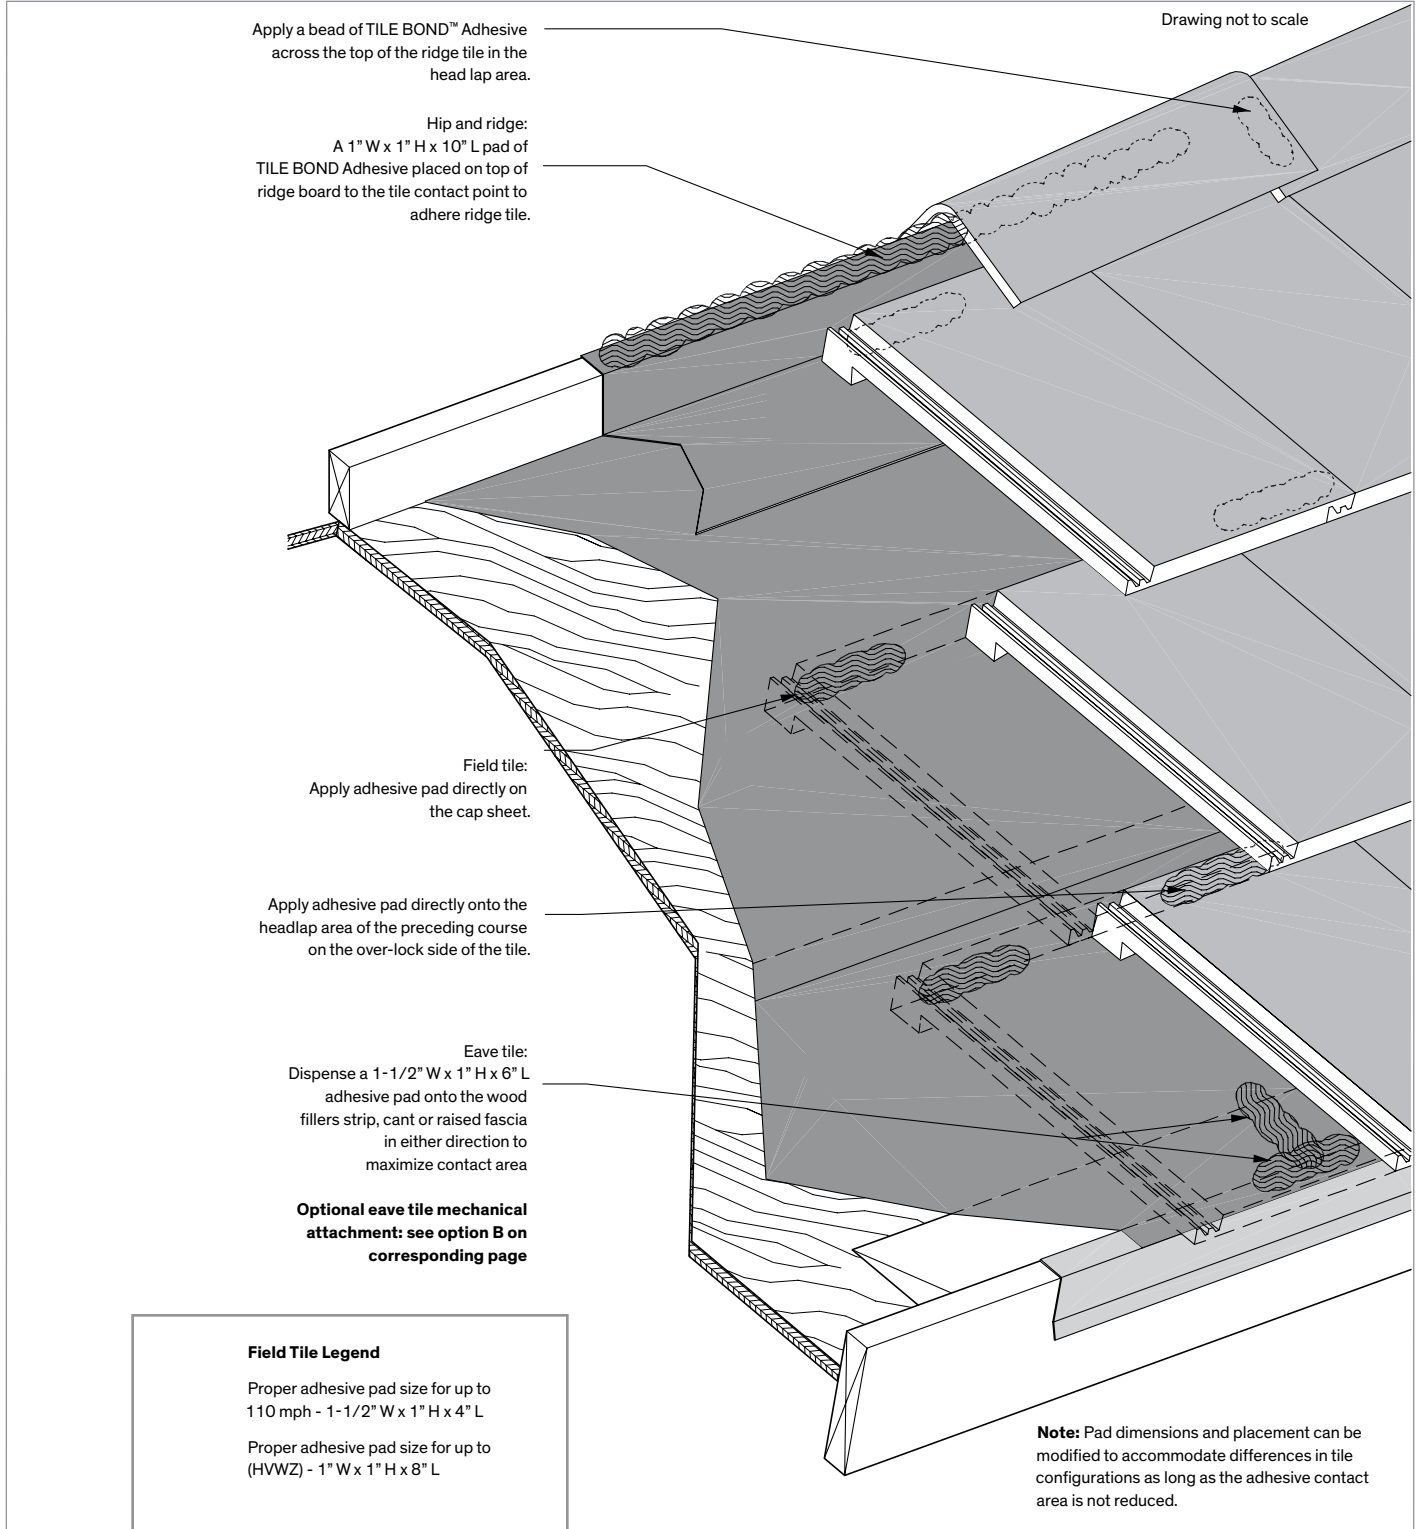 Drawing not to scale
Apply a bead of TILE BOND™ Adhesive
across the top of the ridge tile in the
head lap area.
Hip and ridge:
A 1” W x 1” H x 10” L pad of
TILE BOND Adhesive placed on top of
ridge board to the tile contact point to
adhere ridge tile.
Field tile:
Apply adhesive pad directly on
the cap sheet.
Apply adhesive pad directly onto the
headlap area of the preceding course
on the over-lock side of the tile.
Eave tile:
Dispense a 1-1/2” W x 1” H x 6” L
adhesive pad onto the wood
fillers strip, cant or raised fascia
in either direction to
maximize contact area
Optional eave tile mechanical
attachment: see option B on
corresponding page
Field Tile Legend
Proper adhesive pad size for up to
110 mph - 1-1/2” W x 1” H x 4” L
Proper adhesive pad size for up to
(HVWZ) - 1” W x 1” H x 8” L
Note: Pad dimensions and placement can be
modified to accommodate differences in tile
configurations as long as the adhesive contact
area is not reduced.